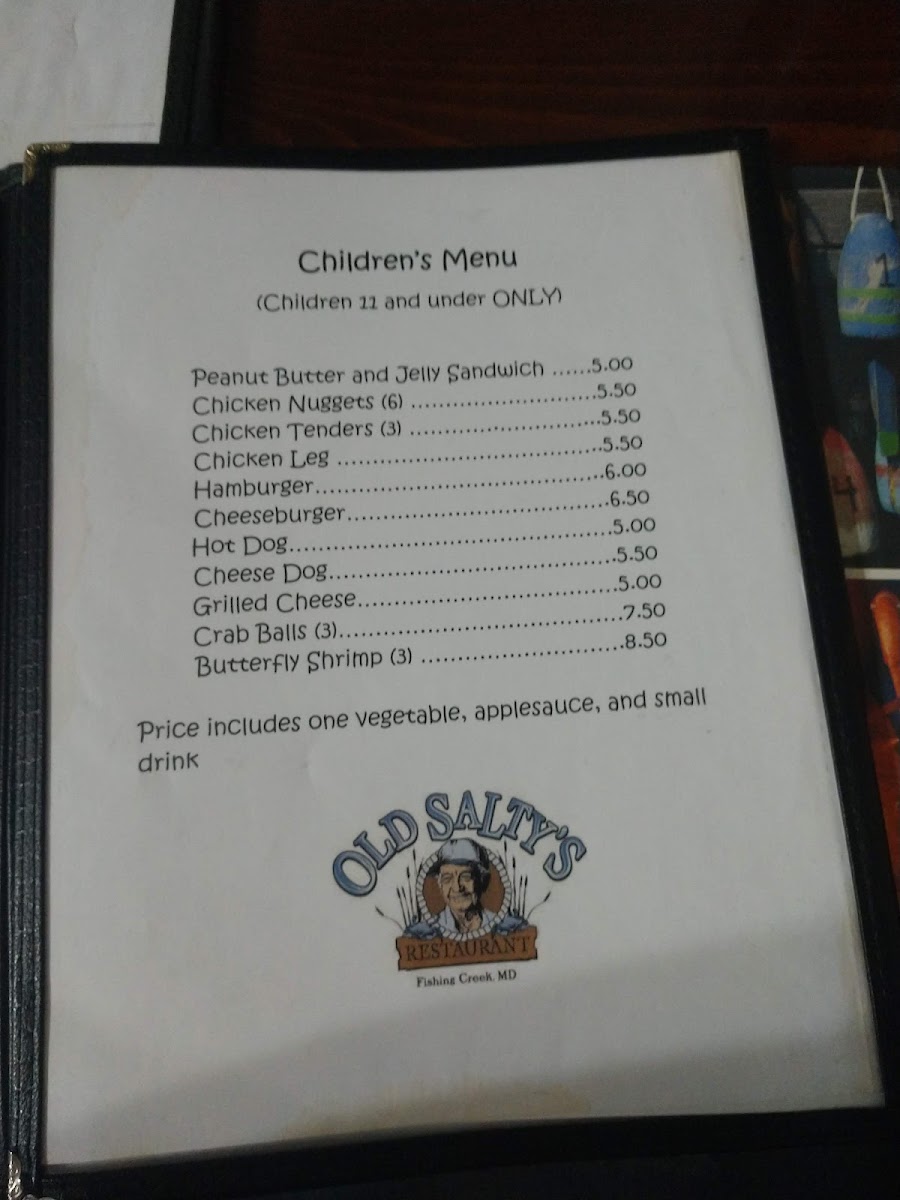 Children's Menu
(Children 11 and under ONLY)
Peanut Butter and Jelly Sandwich ......5.00
Chicken Nuggets (6) ..........................5.50
Chicken Tenders (3) ...........................5.50
Chicken Leg .....................................5.50
Hamburger........................................6.00
Cheeseburger....................................6.50
Hot Dog.............................................5.00
Cheese Dog........................................5.50
Grilled Cheese....................................5.00
Crab Balls (3).......................................7.50
Butterfly Shrimp (3) ............................8.50
Price includes one vegetable, applesauce, and small
drink
OLD SALTY'S
RESTAURANT
Fishing Creek, MD
1
4